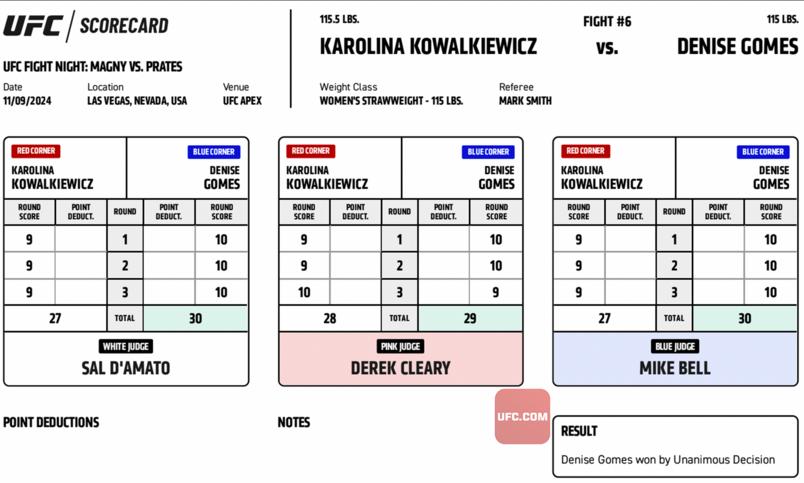 UFC / SCORECARD
UFC FIGHT NIGHT: MAGNY VS. PRATES
Date Location Venue
11/09/2024 LAS VEGAS, NEVADA, USA UFC APEX
115.5 LBS. FIGHT #6 115 LBS.
KAROLINA KOWALKIEWICZ vs. DENISE GOMES
Weight Class Referee
WOMEN'S STRAWWEIGHT - 115 LBS. MARK SMITH
RED CORNER BLUE CORNER
KAROLINA DENISE
KOWALKIEWICZ GOMES
ROUND POINT ROUND POINT ROUND
SCORE DEDUCT. DEDUCT. SCORE
9 1 10
9 2 10
9 3 10
27 TOTAL 30
WHITE JUDGE
SAL D'AMATO
RED CORNER BLUE CORNER
KAROLINA DENISE
KOWALKIEWICZ GOMES
ROUND POINT ROUND POINT ROUND
SCORE DEDUCT. DEDUCT. SCORE
9 1 10
9 2 10
10 3 9
28 TOTAL 29
PINK JUDGE
DEREK CLEARY
RED CORNER BLUE CORNER
KAROLINA DENISE
KOWALKIEWICZ GOMES
ROUND POINT ROUND POINT ROUND
SCORE DEDUCT. DEDUCT. SCORE
9 1 10
9 2 10
9 3 10
27 TOTAL 30
BLUE JUDGE
MIKE BELL
POINT DEDUCTIONS
NOTES
UFC.COM
RESULT
Denise Gomes won by Unanimous Decision